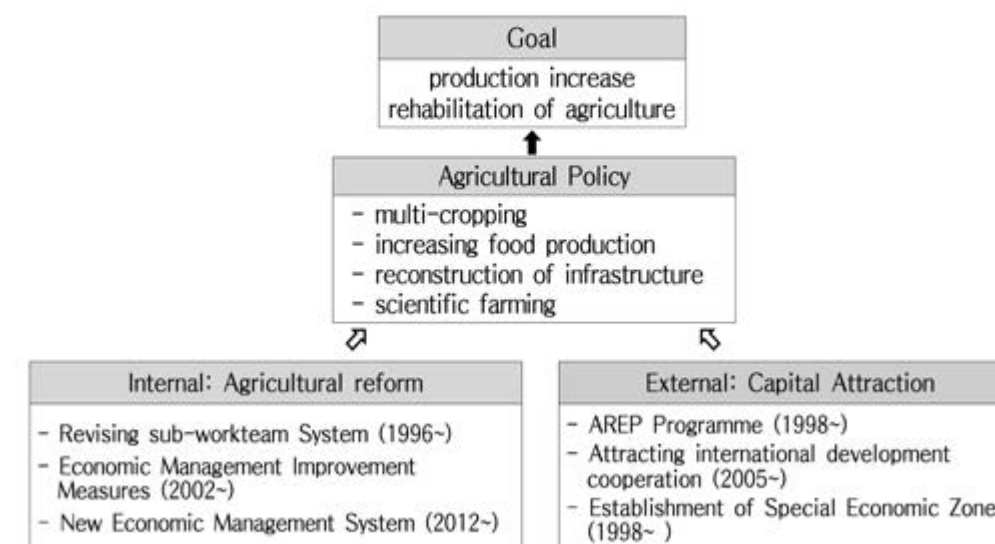 Goal
production increase
rehabilitation of agriculture
Agricultural Policy
- multi-cropping
- increasing food production
- reconstruction of infrastructure
- scientific farming
Internal: Agricultural reform
- Revising sub-workteam System (1996~)
- Economic Management Improvement
Measures (2002~)
- New Economic Management System (2012~)
External: Capital Attraction
- AREP Programme (1998~)
- Attracting international development
cooperation (2005~)
- Establishment of Special Economic Zone
(1998~ )